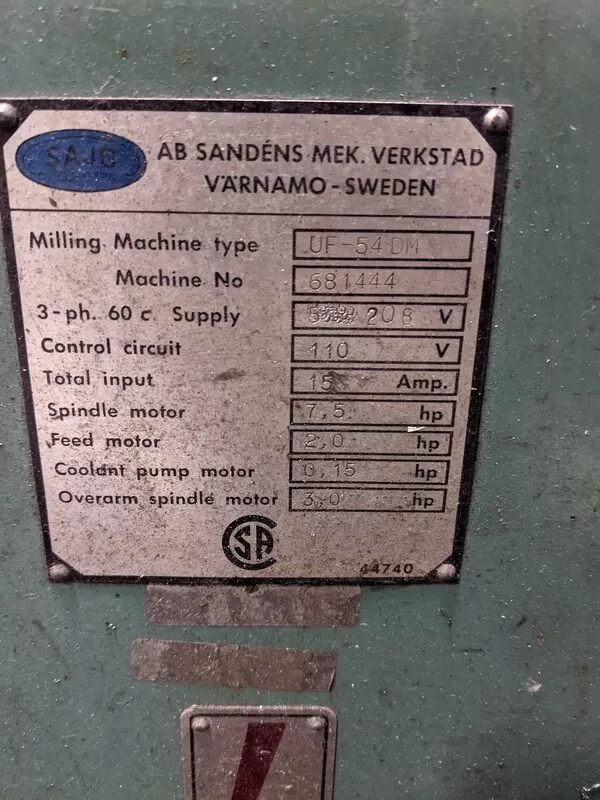 SAJO
AB SANDÉNS MEK. VERKSTAD
VÄRNAMO - SWEDEN
Milling Machine type UF-54 DM
Machine No 681444
3-ph. 60 c. Supply 208 V
Control circuit 110 V
Total input 15 Amp.
Spindle motor 7,5 hp
Feed motor 2,0 hp
Coolant pump motor 0,15 hp
Overarm spindle motor 3,0 hp
CSA
44740